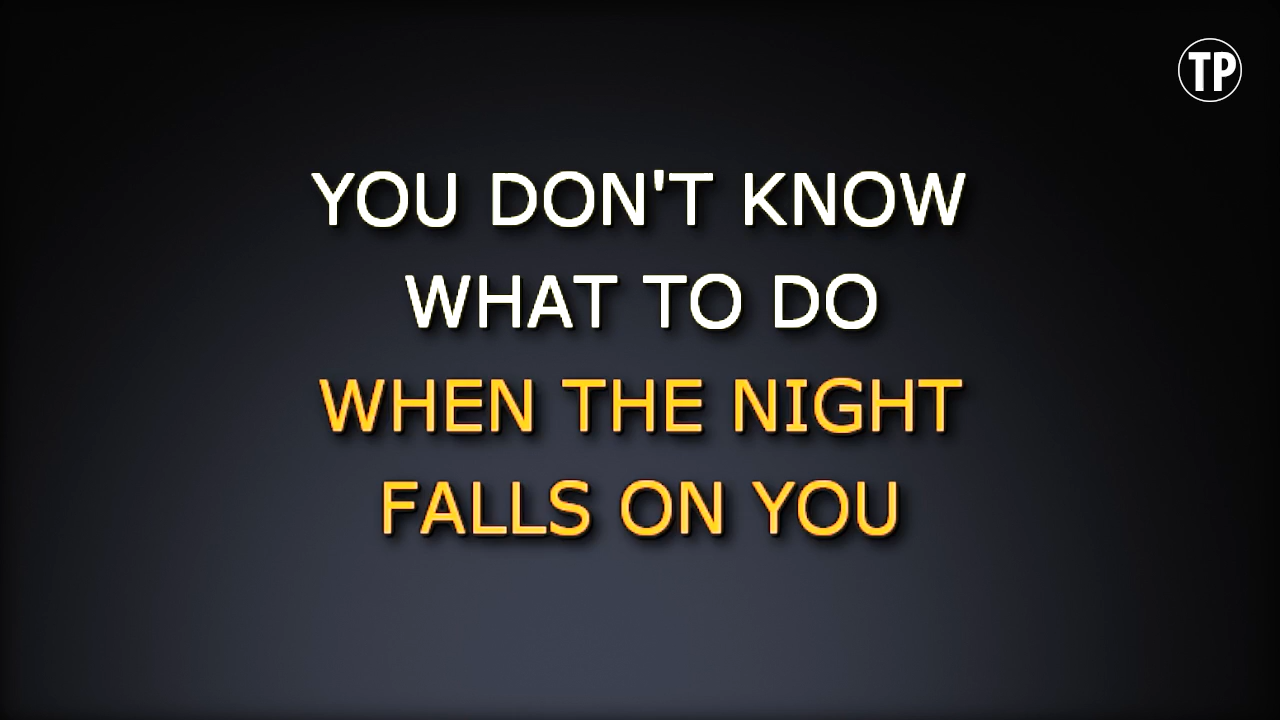 TP
YOU DON'T KNOW
WHAT TO DO
WHEN THE NIGHT
FALLS ON YOU